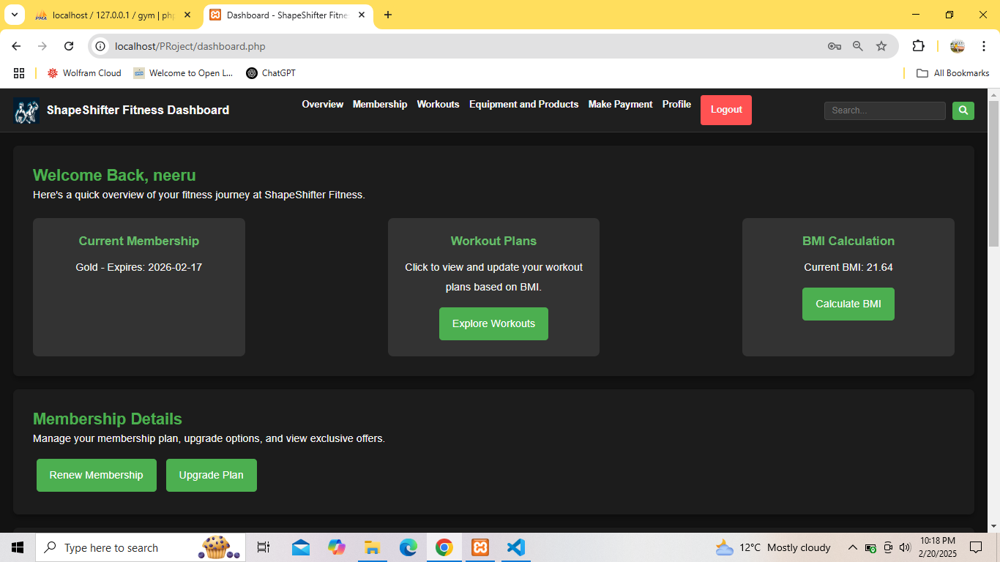 localhost / 127.0.0.1 / gym | php
Dashboard - ShapeShifter Fitne
localhost/PRoject/dashboard.php
Wolfram Cloud
Welcome to Open L...
ChatGPT
All Bookmarks
ShapeShifter Fitness Dashboard
Overview
Membership
Workouts
Equipment and Products
Make Payment
Profile
Logout
Search...
Welcome Back, neeru
Here's a quick overview of your fitness journey at ShapeShifter Fitness.
Current Membership
Gold - Expires: 2026-02-17
Workout Plans
Click to view and update your workout
plans based on BMI.
Explore Workouts
BMI Calculation
Current BMI: 21.64
Calculate BMI
Membership Details
Manage your membership plan, upgrade options, and view exclusive offers.
Renew Membership
Upgrade Plan
Type here to search
12°C Mostly cloudy
10:18 PM
2/20/2025